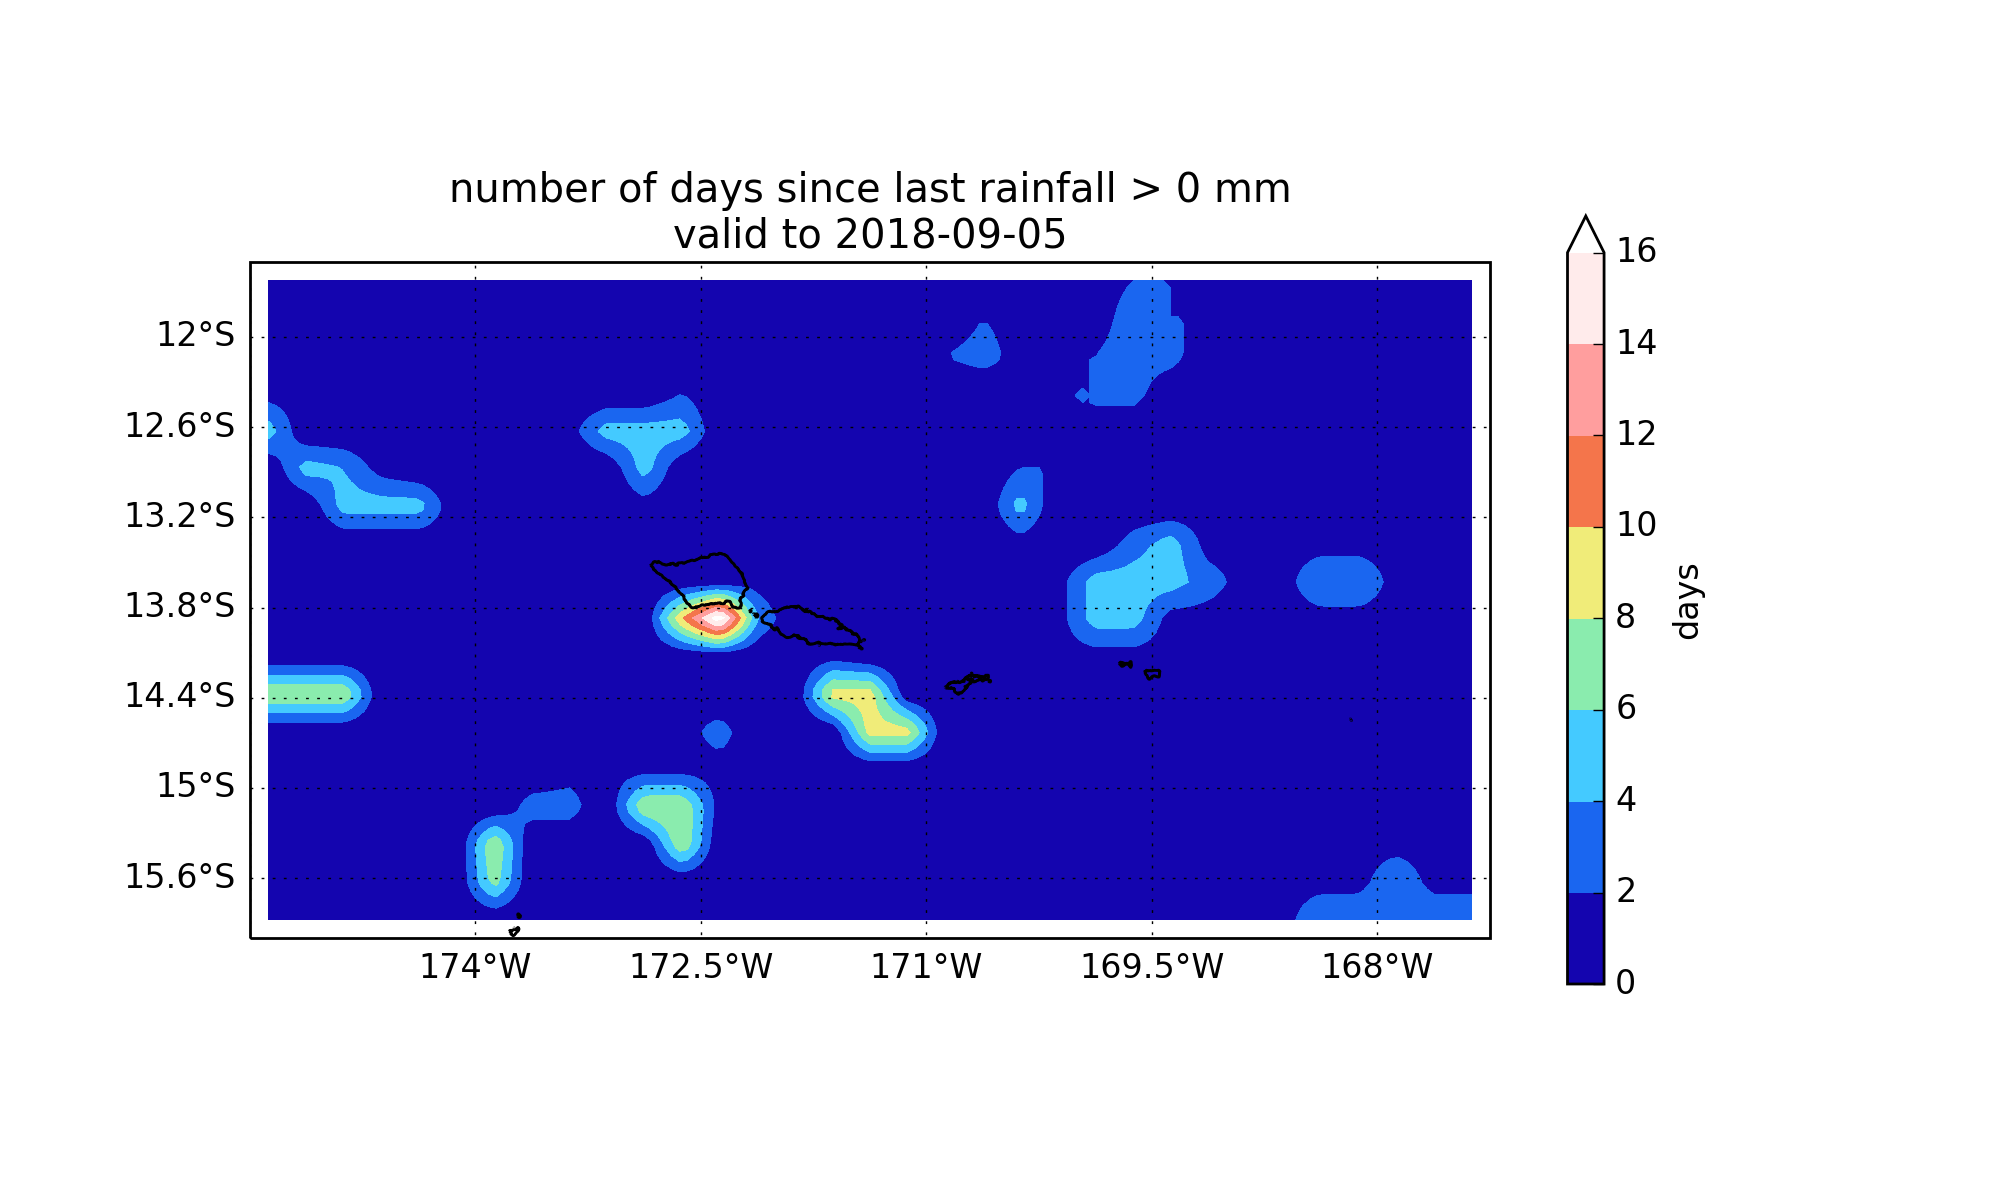 number of days since last rainfall > 0 mm
valid to 2018-09-05
12°S
12.6°S
13.2°S
13.8°S
14.4°S
15°S
15.6°S
174°W 172.5°W 171°W 169.5°W 168°W
16
14
12
10
8
6
4
2
0
days